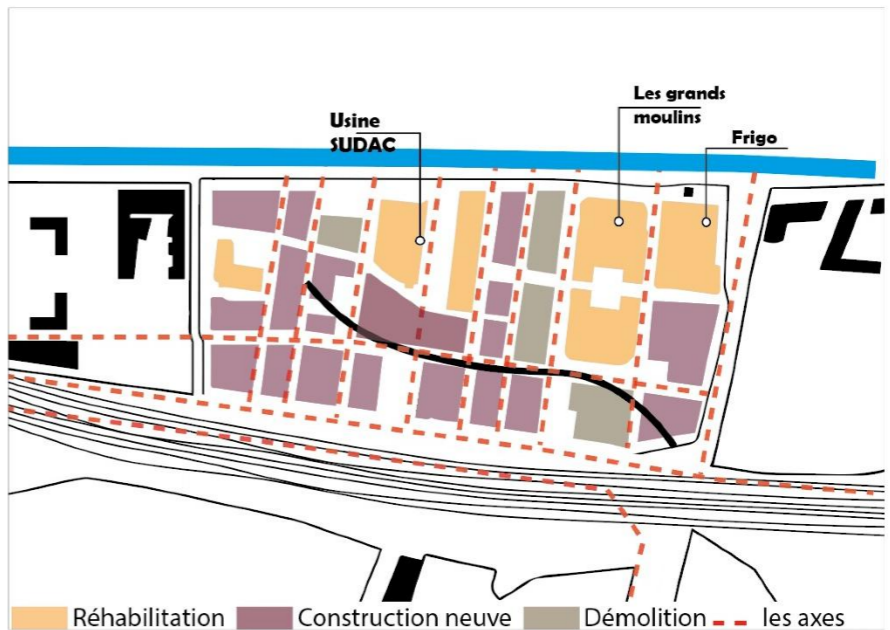 Les grands
moulins
Usine
SUDAC
Frigo
Réhabilitation Construction neuve Démolition les axes